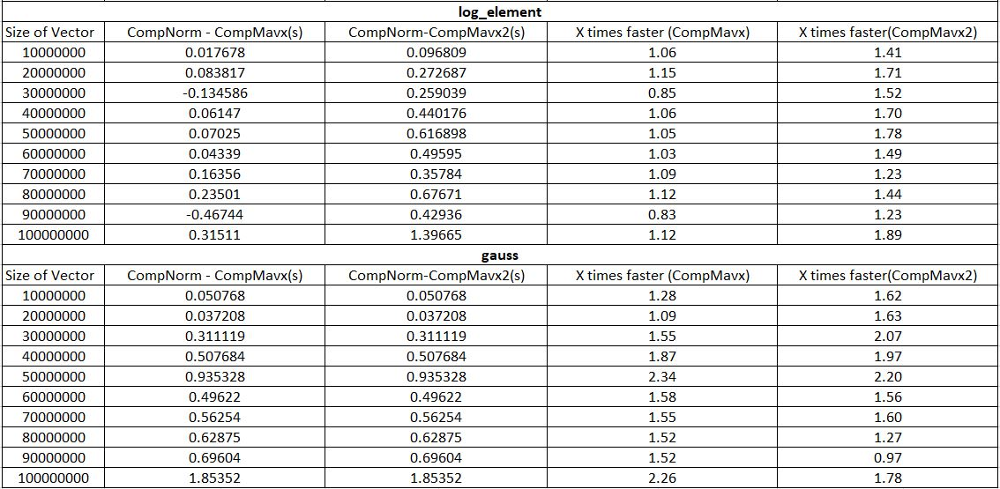 log_element
Size of Vector CompNorm - CompMavx(s) CompNorm-CompMavx2(s) X times faster (CompMavx) X times faster(CompMavx2)
10000000 0.017678 0.096809 1.06 1.41
20000000 0.083817 0.272687 1.15 1.71
30000000 -0.134586 0.259039 0.85 1.52
40000000 0.06147 0.440176 1.06 1.70
50000000 0.07025 0.616898 1.05 1.78
60000000 0.04339 0.49595 1.03 1.49
70000000 0.16356 0.35784 1.09 1.23
80000000 0.23501 0.67671 1.12 1.44
90000000 -0.46744 0.42936 0.83 1.23
100000000 0.31511 1.39665 1.12 1.89
gauss
Size of Vector CompNorm - CompMavx(s) CompNorm-CompMavx2(s) X times faster (CompMavx) X times faster(CompMavx2)
10000000 0.050768 0.050768 1.28 1.62
20000000 0.037208 0.037208 1.09 1.63
30000000 0.311119 0.311119 1.55 2.07
40000000 0.507684 0.507684 1.87 1.97
50000000 0.935328 0.935328 2.34 2.20
60000000 0.49622 0.49622 1.58 1.56
70000000 0.56254 0.56254 1.55 1.60
80000000 0.62875 0.62875 1.52 1.27
90000000 0.69604 0.69604 1.52 0.97
100000000 1.85352 1.85352 2.26 1.78